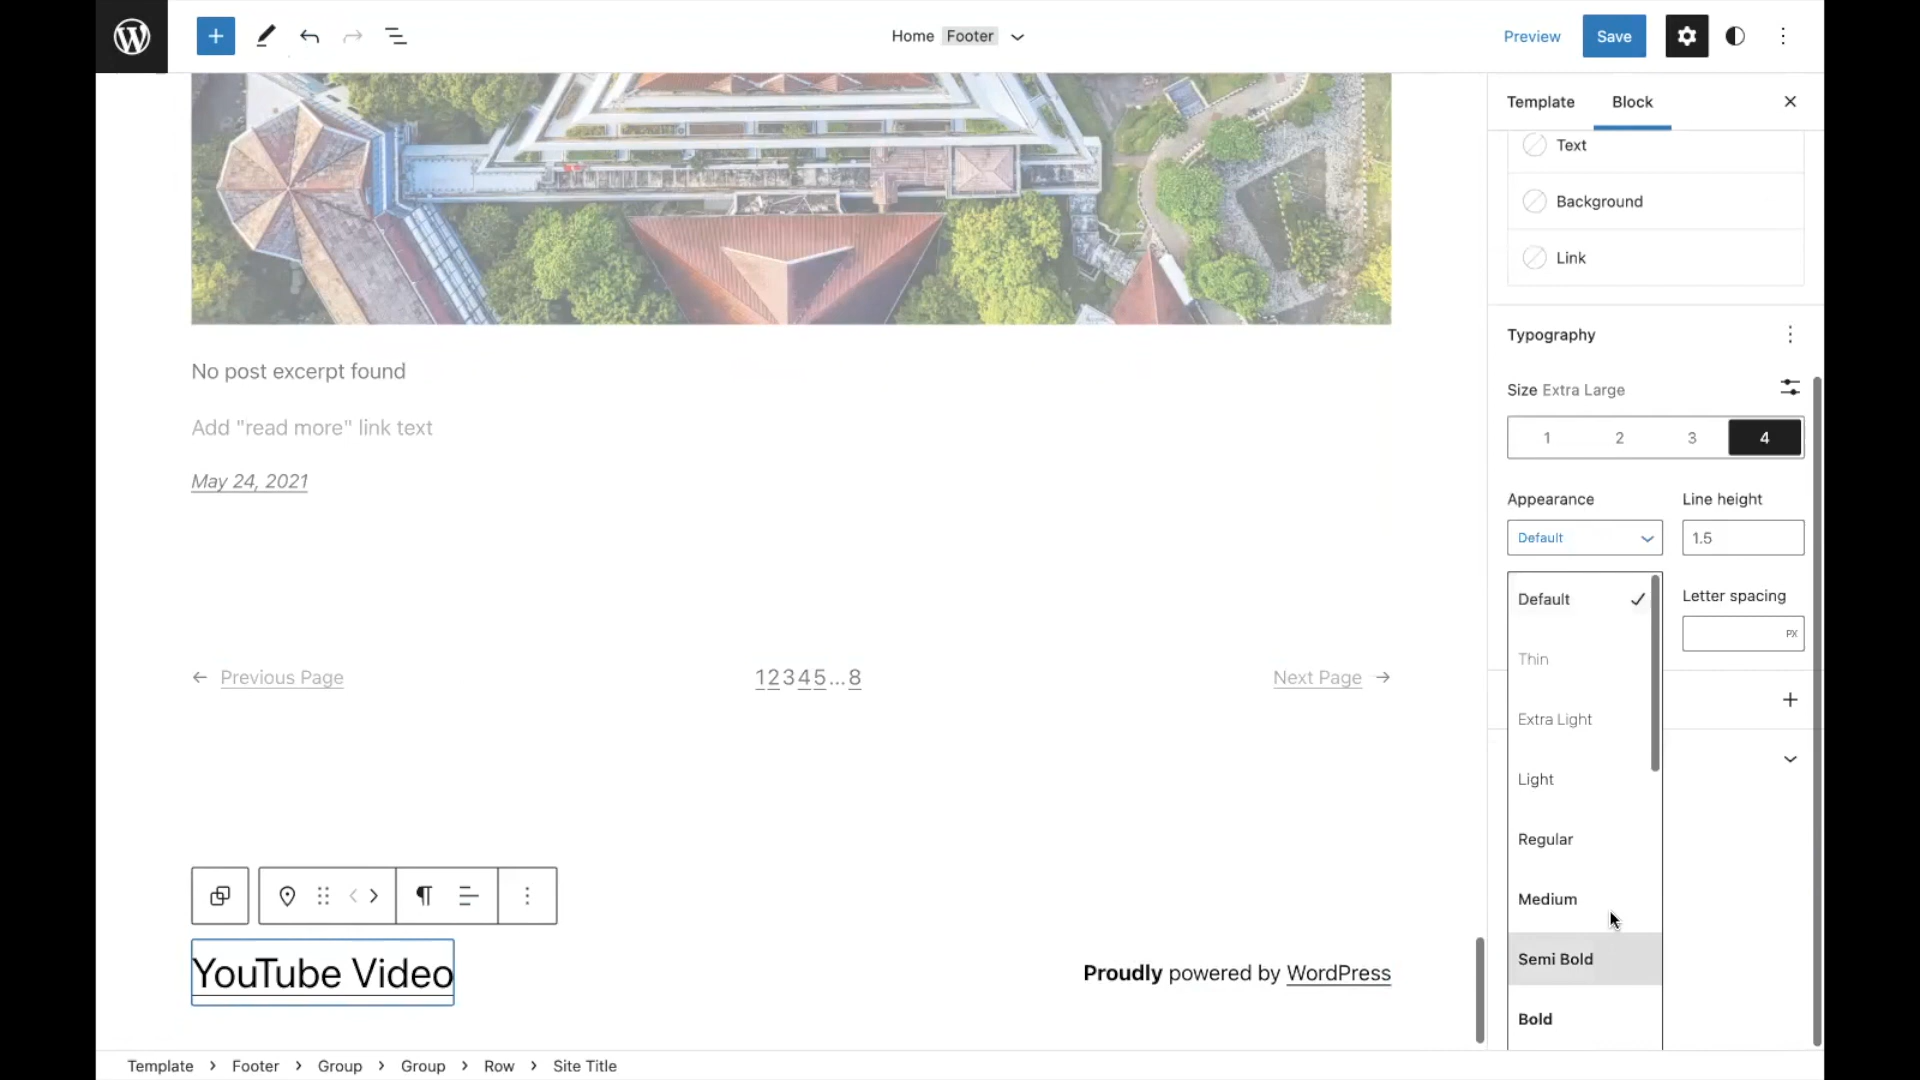 Home Footer
Preview
Save
Template
Block
Text
Background
Link
Typography
Size Extra Large
1
2
3
4
Appearance
Line height
Default
1.5
Default
Letter spacing
PX
Thin
Extra Light
Light
Regular
Medium
Semi Bold
Bold
No post excerpt found
Add "read more" link text
May 24, 2021
← Previous Page
12345...8
Next Page →
YouTube Video
Proudly powered by WordPress
Template > Footer > Group > Group > Row > Site Title